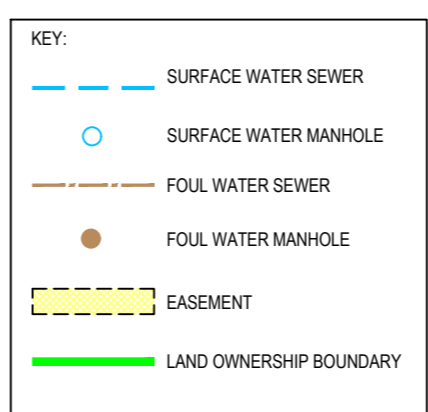 KEY:
SURFACE WATER SEWER
SURFACE WATER MANHOLE
FOUL WATER SEWER
FOUL WATER MANHOLE
EASEMENT
LAND OWNERSHIP BOUNDARY